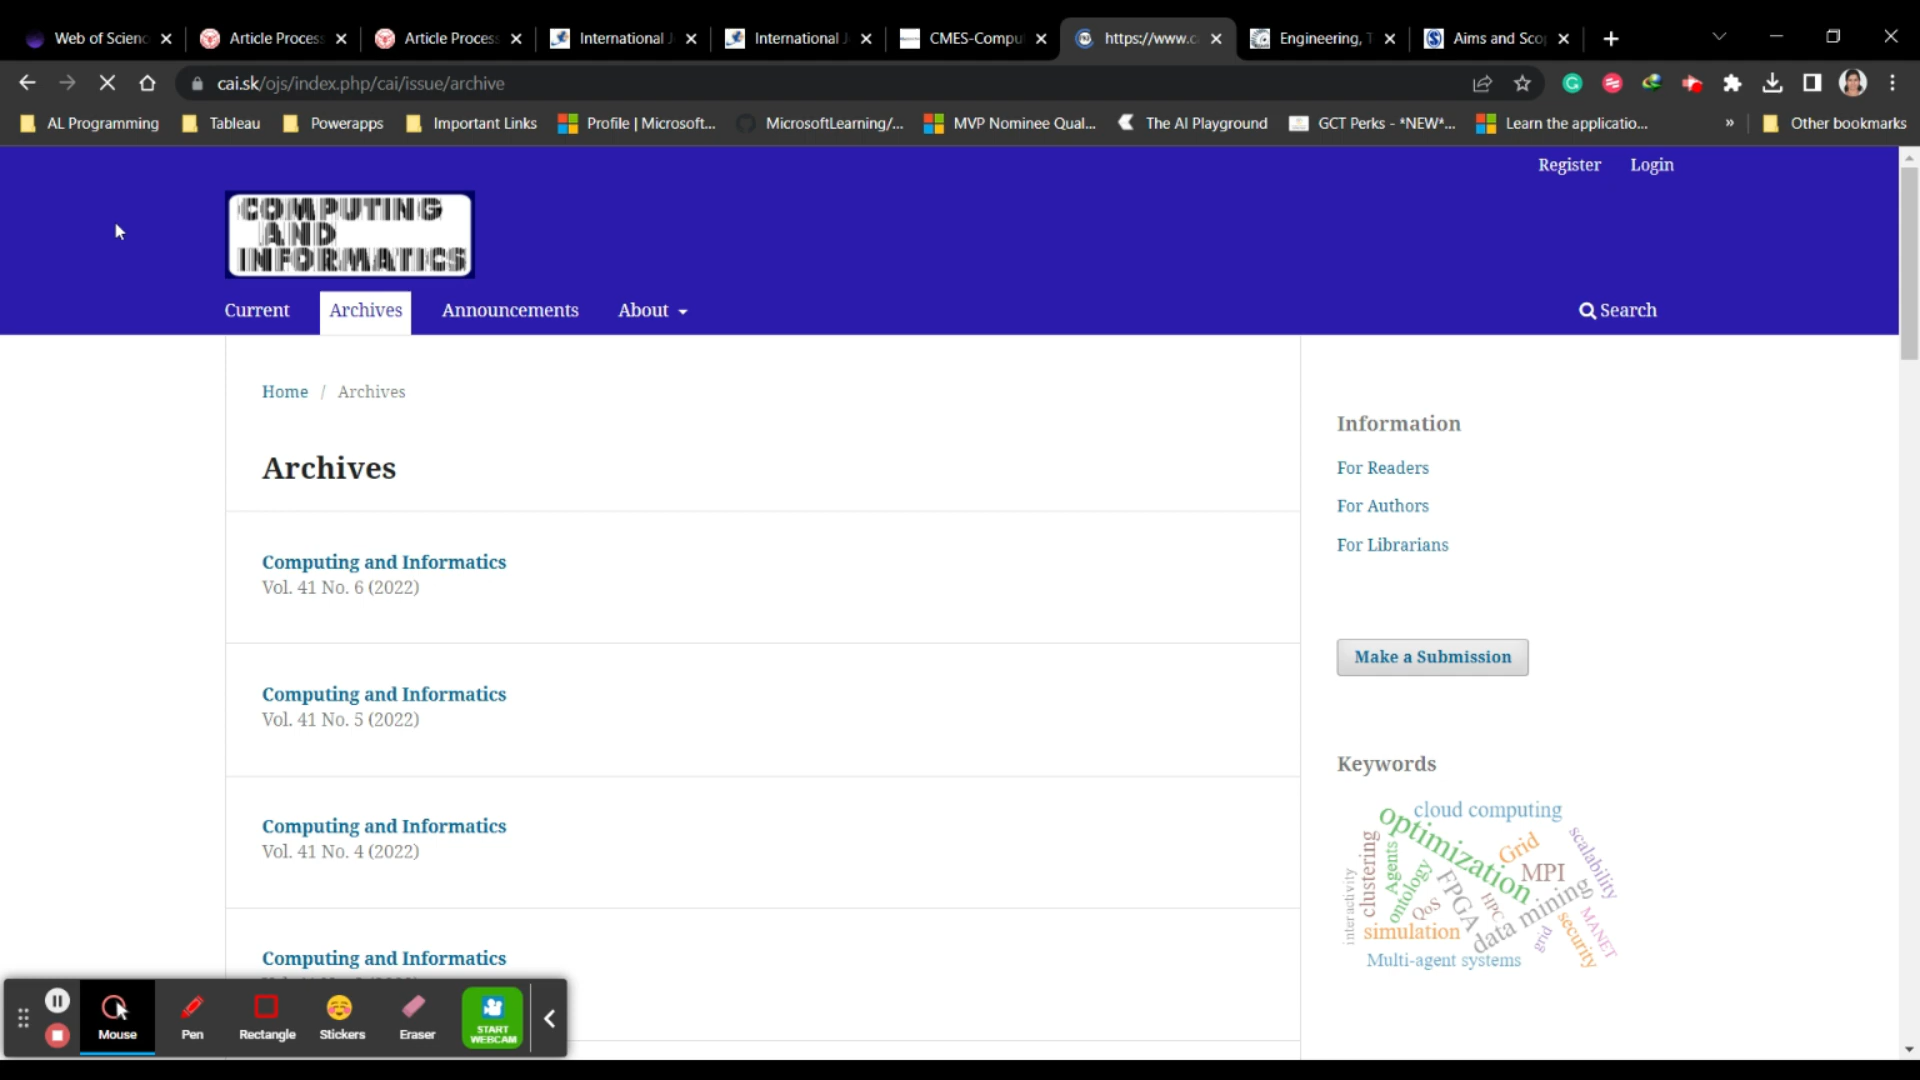 Web of Scien
Article Proces
Article Proces
International J
International J
CMES-Compu
https://www.c
Engineering, T
Aims and Sco
cai.sk/ojs/index.php/cai/issue/archive
AL Programming
Tableau
Powerapps
Important Links
Profile | Microsoft...
MicrosoftLearning/...
MVP Nominee Qual...
The AI Playground
GCT Perks - *NEW*...
Learn the applicatio...
»
Other bookmarks
Register
Login
COMPUTING
AND
INFORMATICS
Current
Archives
Announcements
About
Search
Home / Archives
Archives
Computing and Informatics
Vol. 41 No. 6 (2022)
Computing and Informatics
Vol. 41 No. 5 (2022)
Computing and Informatics
Vol. 41 No. 4 (2022)
Computing and Informatics
Information
For Readers
For Authors
For Librarians
Make a Submission
Keywords
cloud computing
optimization
Grid
scalability
clustering
Agents
MPI
interactivity
ontology
FPGA
QoS
HPC
data mining
MANET
simulation
grid
security
Multi-agent systems
Mouse
Pen
Rectangle
Stickers
Eraser
START
WEBCAM